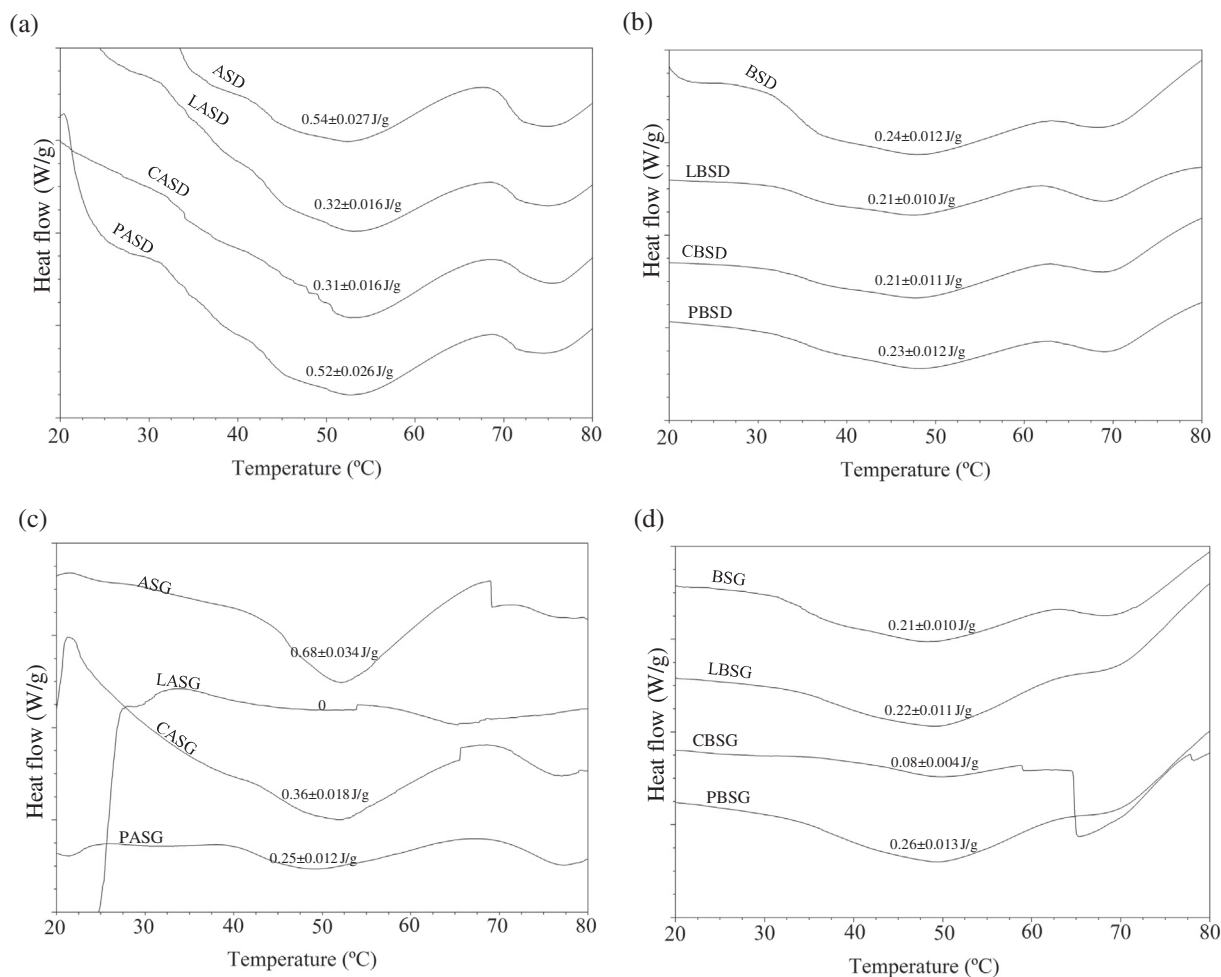 (a)
Heat flow (W/g)
ASD
LASD
CASD
PASD
0.54±0.027 J/g
0.32±0.016 J/g
0.31±0.016 J/g
0.52±0.026 J/g
20 30 40 50 60 70 80
Temperature (ºC)
(b)
Heat flow (W/g)
BSD
0.24±0.012 J/g
LBSD
0.21±0.010 J/g
CBSD
0.21±0.011 J/g
PBSD
0.23±0.012 J/g
20 30 40 50 60 70 80
Temperature (ºC)
(c)
Heat flow (W/g)
ASG
0.68±0.034 J/g
LASG
0
CASG
0.36±0.018 J/g
PASG
0.25±0.012 J/g
20 30 40 50 60 70 80
Temperature (ºC)
(d)
Heat flow (W/g)
BSG
0.21±0.010 J/g
LBSG
0.22±0.011 J/g
CBSG
0.08±0.004 J/g
PBSG
0.26±0.013 J/g
20 30 40 50 60 70 80
Temperature (ºC)